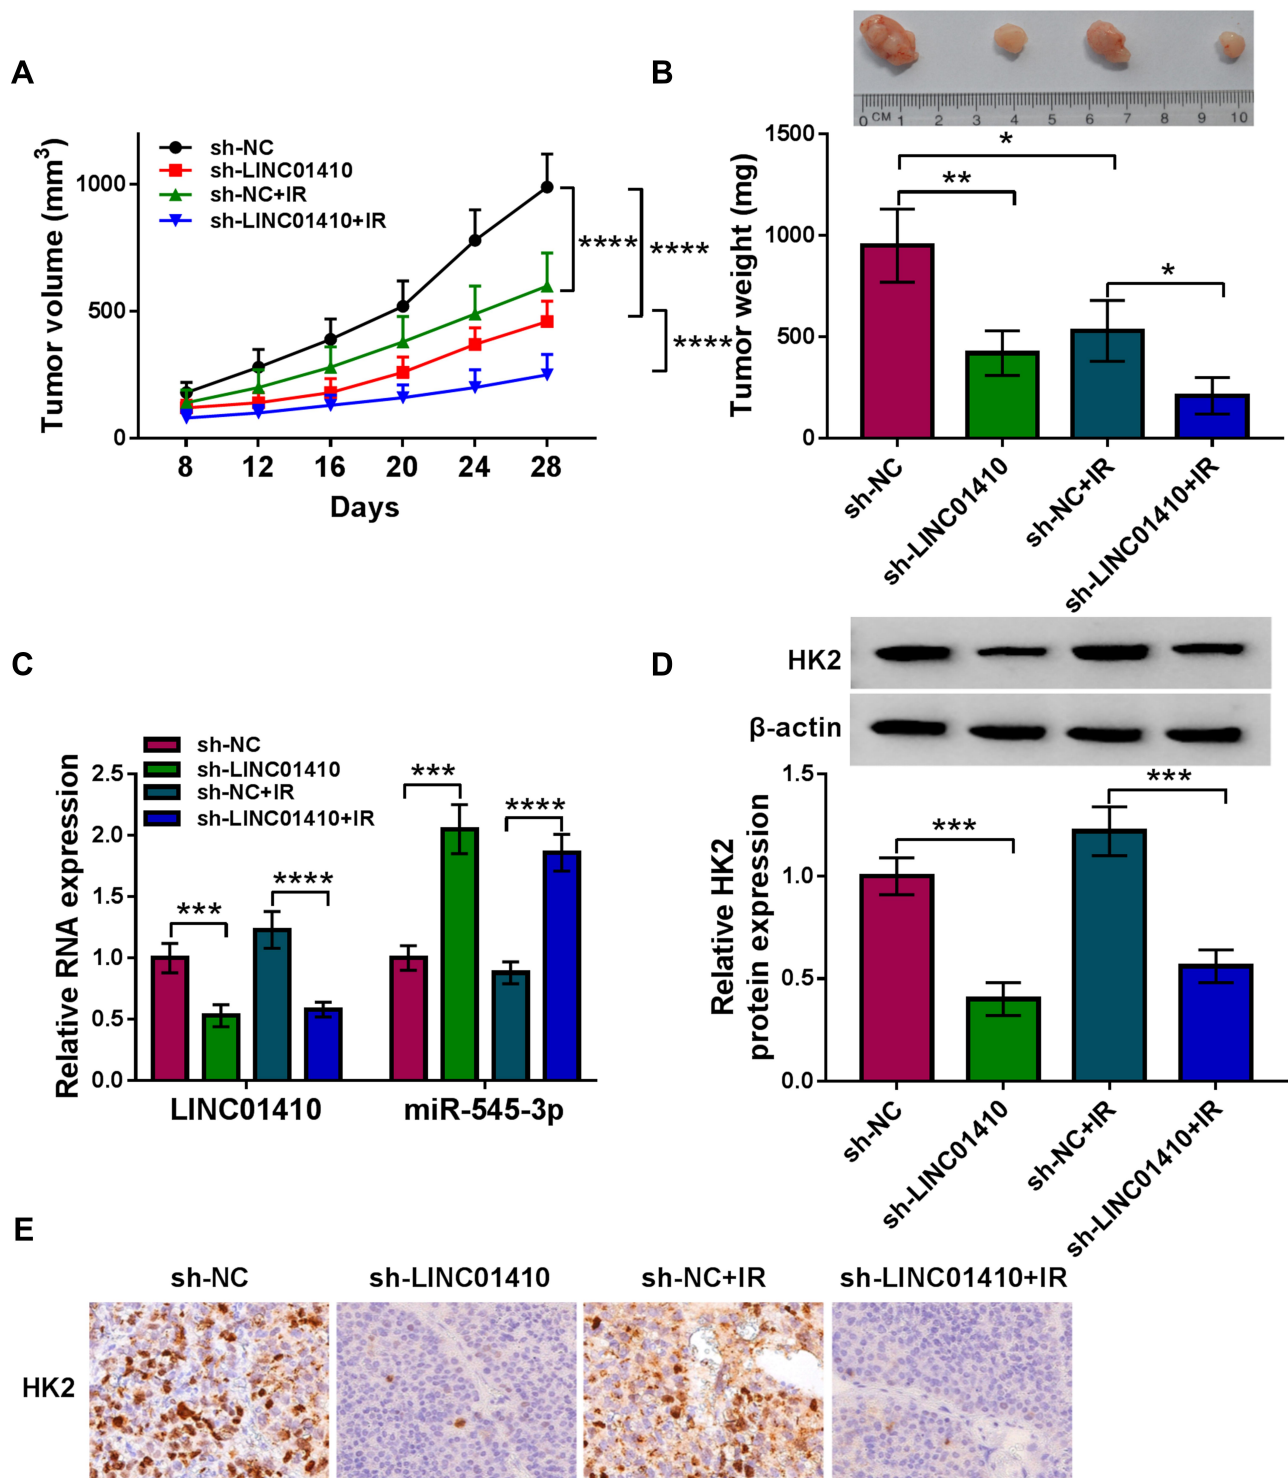 A
Tumor volume (mm3)
1000
500
0
sh-NC
sh-LINC01410
sh-NC+IR
sh-LINC01410+IR
****
****
****
8 12 16 20 24 28
Days
B
0 CM 1 2 3 4 5 6 7 8 9 10
Tumor weight (mg)
1500
1000
500
0
*
**
*
sh-NC
sh-LINC01410
sh-NC+IR
sh-LINC01410+IR
C
sh-NC
sh-LINC01410
sh-NC+IR
sh-LINC01410+IR
Relative RNA expression
2.5
2.0
1.5
1.0
0.5
0.0
***
****
***
****
LINC01410 miR-545-3p
D
HK2
β-actin
Relative HK2
protein expression
1.5
1.0
0.5
0.0
***
***
sh-NC
sh-LINC01410
sh-NC+IR
sh-LINC01410+IR
E
sh-NC sh-LINC01410 sh-NC+IR sh-LINC01410+IR
HK2